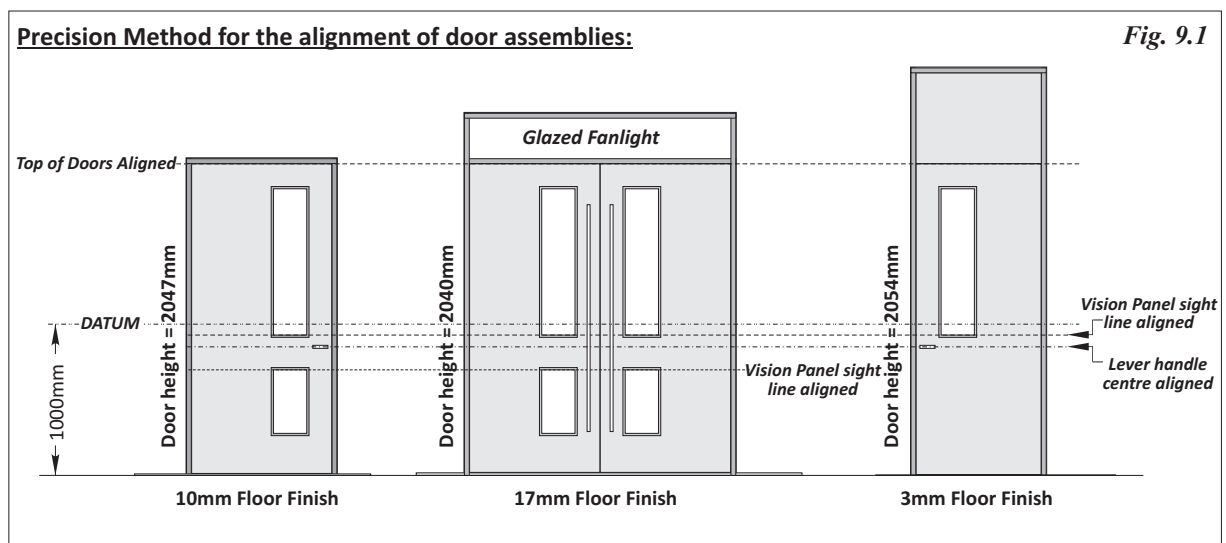 Precision Method for the alignment of door assemblies:
Fig. 9.1
Glazed Fanlight
Top of Doors Aligned
Door height = 2047mm
Door height = 2040mm
Door height = 2054mm
DATUM
1000mm
Vision Panel sight
line aligned
Lever handle
centre aligned
Vision Panel sight
line aligned
10mm Floor Finish
17mm Floor Finish
3mm Floor Finish